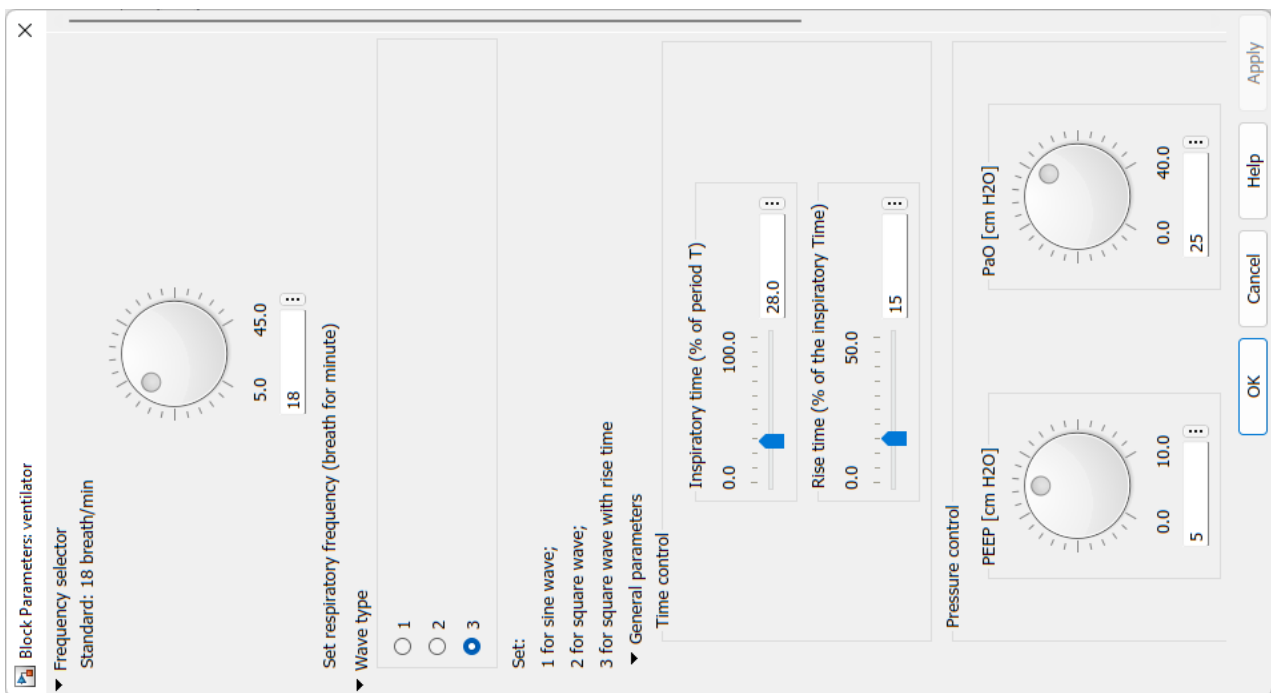 Block Parameters: ventilator
Frequency selector
Standard: 18 breath/min
5.0 45.0
18
Set respiratory frequency (breath for minute)
Wave type
1
2
3
Set:
1 for sine wave;
2 for square wave;
3 for square wave with rise time
General parameters
Time control
Inspiratory time (% of period T)
0.0 100.0
28.0
Rise time (% of the inspiratory Time)
0.0 50.0
15
Pressure control
PEEP [cm H2O]
0.0 10.0
5
PaO [cm H2O]
0.0 40.0
25
OK Cancel Help Apply